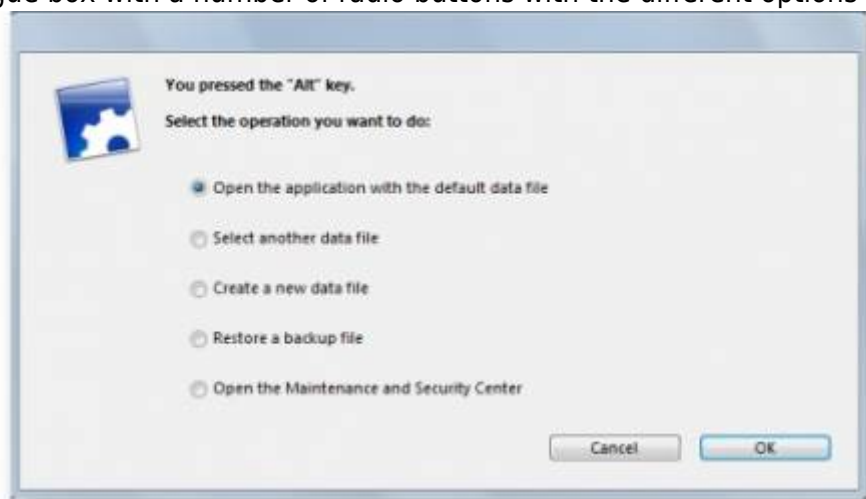 gue box with a number of radio buttons with the different options
You pressed the "Alt" key.
Select the operation you want to do:
Open the application with the default data file
Select another data file
Create a new data file
Restore a backup file
Open the Maintenance and Security Center
Cancel OK